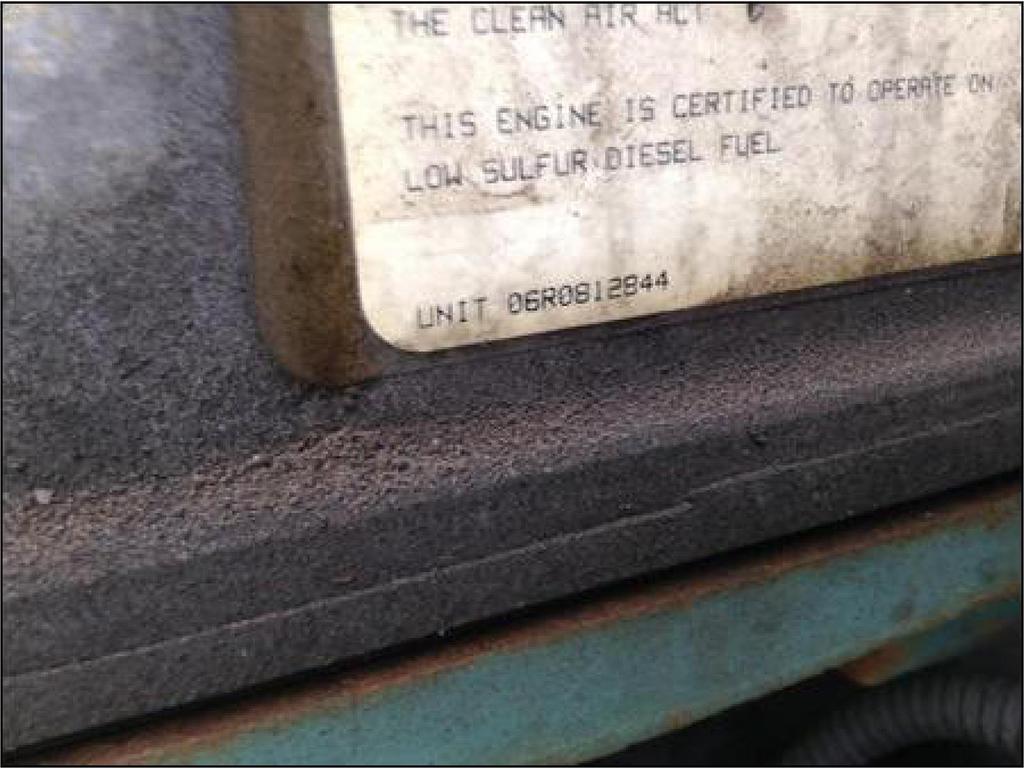 THE CLEAN AIR ACT
THIS ENGINE IS CERTIFIED TO OPERATE ON
LOW SULFUR DIESEL FUEL
UNIT 06R0812844